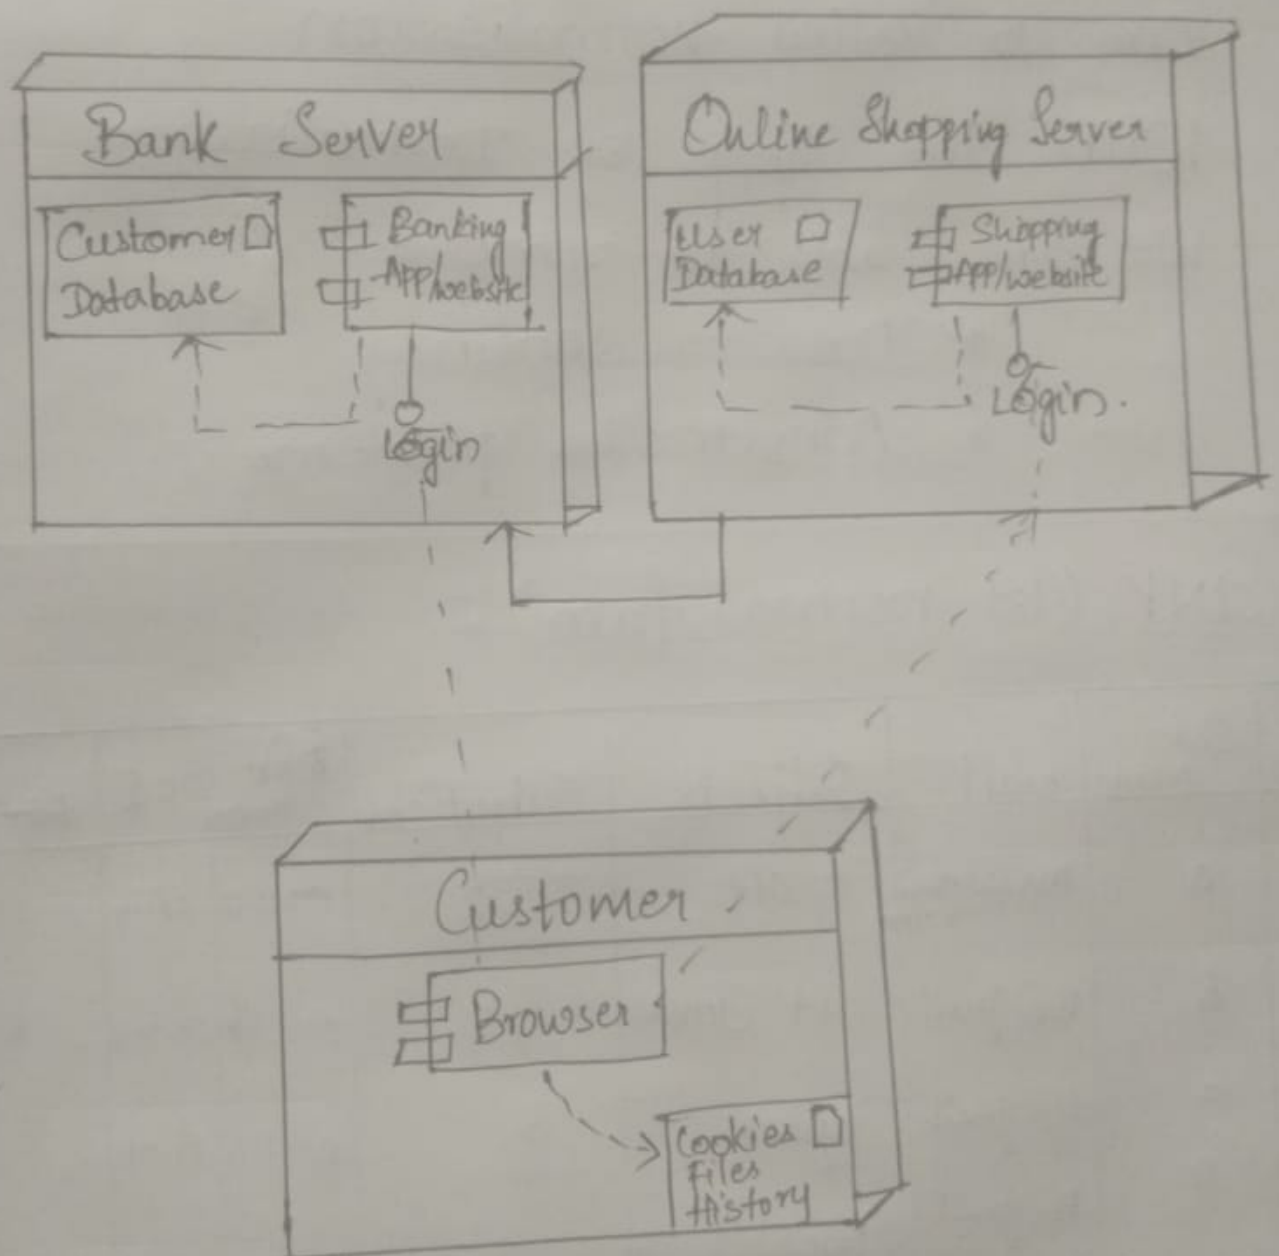 Bank Server
Customer
Database
Banking
App/website
Login
Online Shopping Server
User
Database
Shopping
App/website
Login.
Customer
Browser
Cookies
Files
History